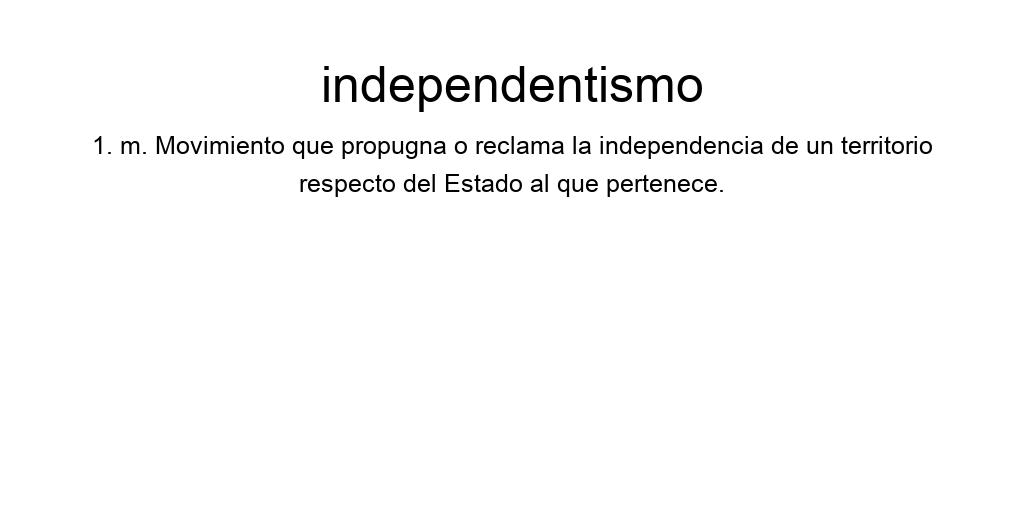 independentismo
1. m. Movimiento que propugna o reclama la independencia de un territorio
respecto del Estado al que pertenece.